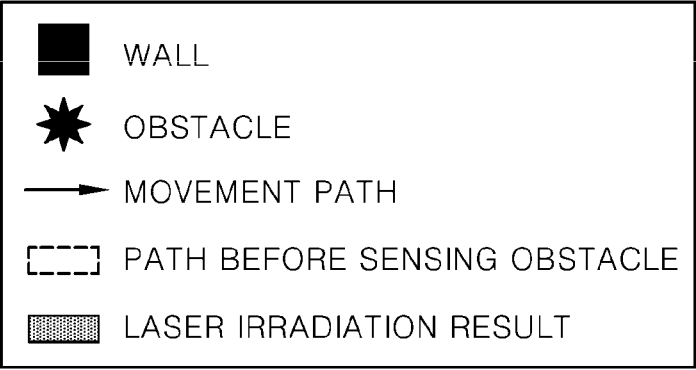 WALL
OBSTACLE
MOVEMENT PATH
PATH BEFORE SENSING OBSTACLE
LASER IRRADIATION RESULT